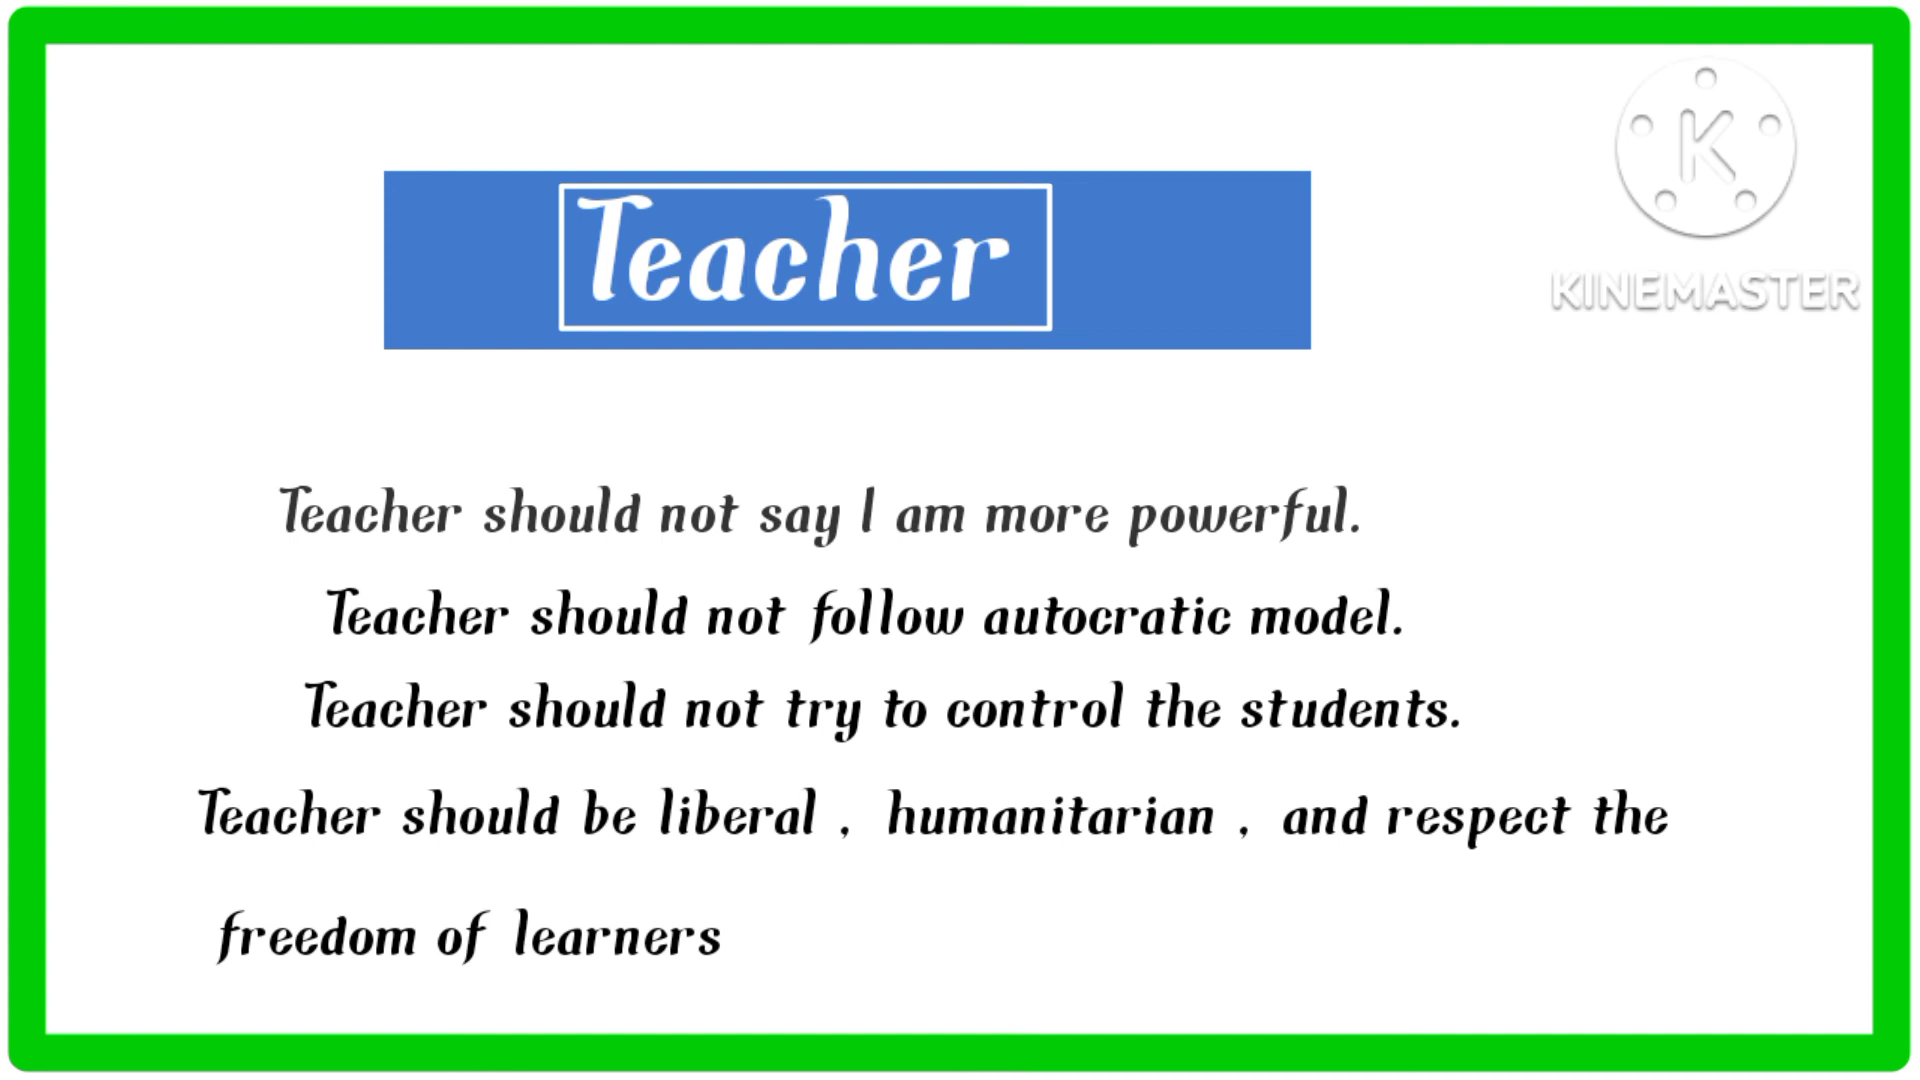 K
KINEMASTER
Teacher
Teacher should not say I am more powerful.
Teacher should not follow autocratic model.
Teacher should not try to control the students.
Teacher should be liberal , humanitarian , and respect the
freedom of learners